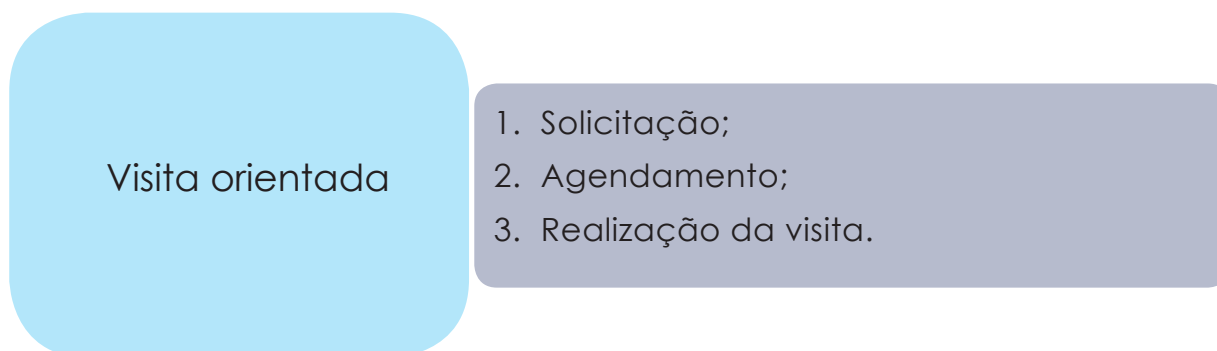 Visita orientada
1. Solicitação;
2. Agendamento;
3. Realização da visita.